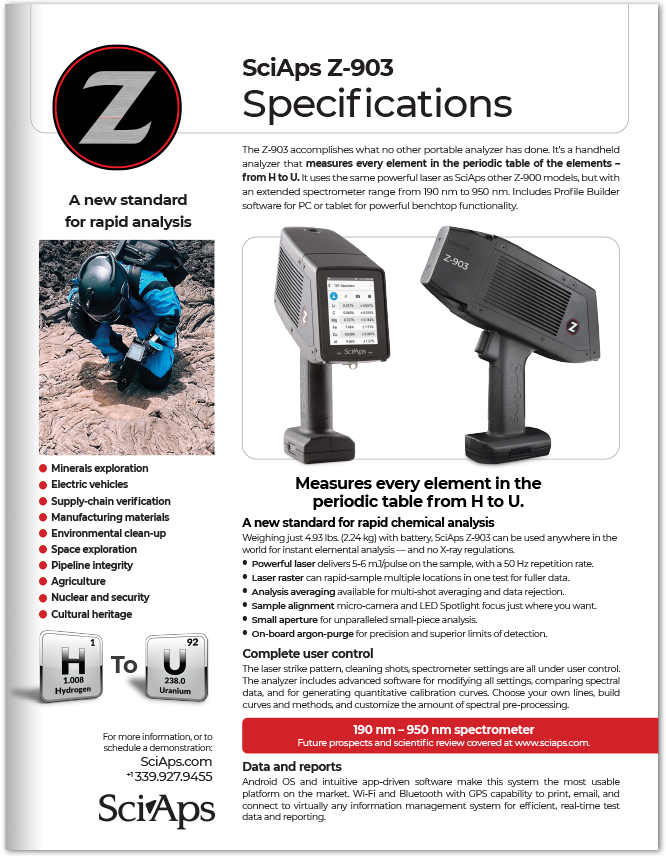 SciAps Z-903
Specifications
The Z-903 accomplishes what no other portable analyzer has done. It's a handheld
analyzer that measures every element in the periodic table of the elements –
from H to U. It uses the same powerful laser as SciAps other Z-900 models, but with
an extended spectrometer range from 190 nm to 950 nm. Includes Profile Builder
software for PC or tablet for powerful benchtop functionality.
Z
A new standard
for rapid analysis
Minerals exploration
Electric vehicles
Supply-chain verification
Manufacturing materials
Environmental clean-up
Space exploration
Pipeline integrity
Agriculture
Nuclear and security
Cultural heritage
1
H
1.008
Hydrogen
To
92
U
238.0
Uranium
For more information, or to
schedule a demonstration:
SciAps.com
+1 339.927.9455
SciAps
Li
C
Mg
Fe
Cu
SciAps
Z-903
Z
Measures every element in the
periodic table from H to U.
A new standard for rapid chemical analysis
Weighing just 4.93 lbs. (2.24 kg) with battery, SciAps Z-903 can be used anywhere in the
world for instant elemental analysis — and no X-ray regulations.
• Powerful laser delivers 5-6 mJ/pulse on the sample, with a 50 Hz repetition rate.
• Laser raster can rapid-sample multiple locations in one test for fuller data.
• Analysis averaging available for multi-shot averaging and data rejection.
• Sample alignment micro-camera and LED Spotlight focus just where you want.
• Small aperture for unparalleled small-piece analysis.
• On-board argon-purge for precision and superior limits of detection.
Complete user control
The laser strike pattern, cleaning shots, spectrometer settings are all under user control.
The analyzer includes advanced software for modifying all settings, comparing spectral
data, and for generating quantitative calibration curves. Choose your own lines, build
curves and methods, and customize the amount of spectral pre-processing.
190 nm – 950 nm spectrometer
Future prospects and scientific review covered at www.sciaps.com.
Data and reports
Android OS and intuitive app-driven software make this system the most usable
platform on the market. Wi-Fi and Bluetooth with GPS capability to print, email, and
connect to virtually any information management system for efficient, real-time test
data and reporting.